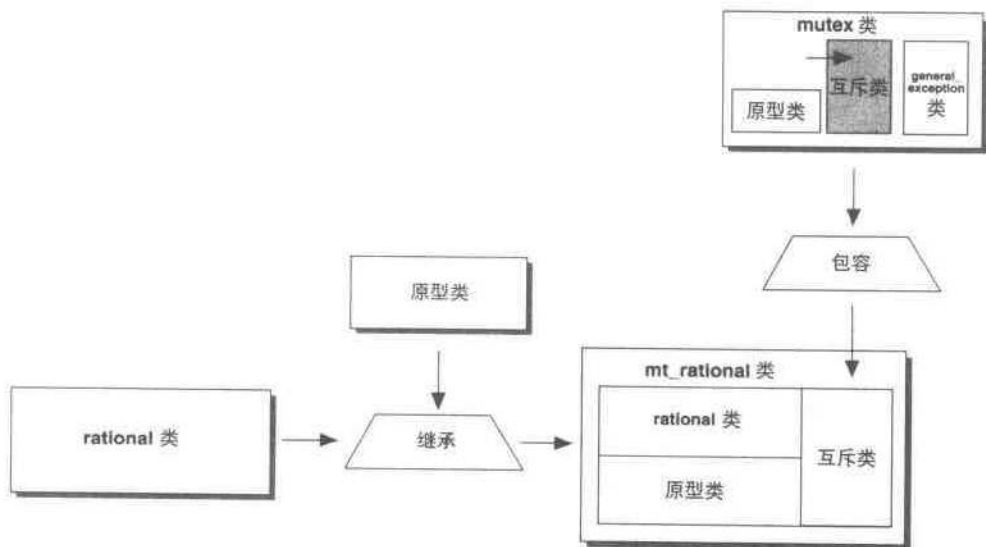 mutex 类
原型类
互斥类
general_
exception
类
包容
原型类
mt_rational 类
rational 类
继承
rational 类
互斥类
原型类